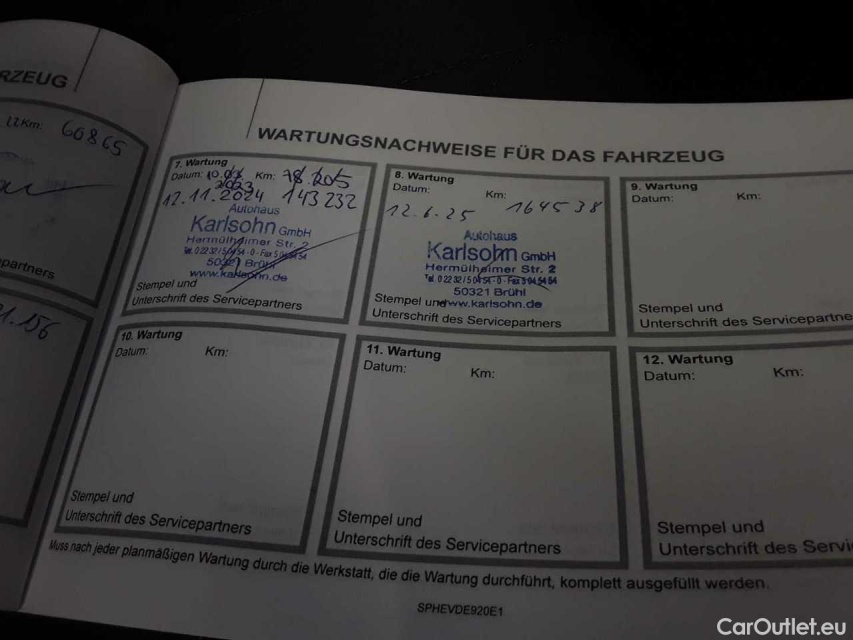 RZEUG
Km: 60865
partners
.156
WARTUNGSNACHWEISE FÜR DAS FAHRZEUG
7. Wartung
Datum: Km:
2023
12.11.2024 143232
Autohaus
Karlsohn GmbH
Hermülheimer Str. 2
50321 Brühl
www.karlsohn.de
Stempel und
Unterschrift des Servicepartners
8. Wartung
Datum: Km:
12.6.25 164538
Autohaus
Karlsohn GmbH
Hermülheimer Str. 2
50321 Brühl
www.karlsohn.de
Stempel und
Unterschrift des Servicepartners
9. Wartung
Datum: Km:
Stempel und
Unterschrift des Servicepartne
10. Wartung
Datum: Km:
Stempel und
Unterschrift des Servicepartners
11. Wartung
Datum: Km:
Stempel und
Unterschrift des Servicepartners
12. Wartung
Datum: Km:
Stempel und
Unterschrift des Servi
Muss nach jeder planmäßigen Wartung durch die Werkstatt, die die Wartung durchführt, komplett ausgefüllt werden.
SPHEVDE920E1
CarOutlet.eu